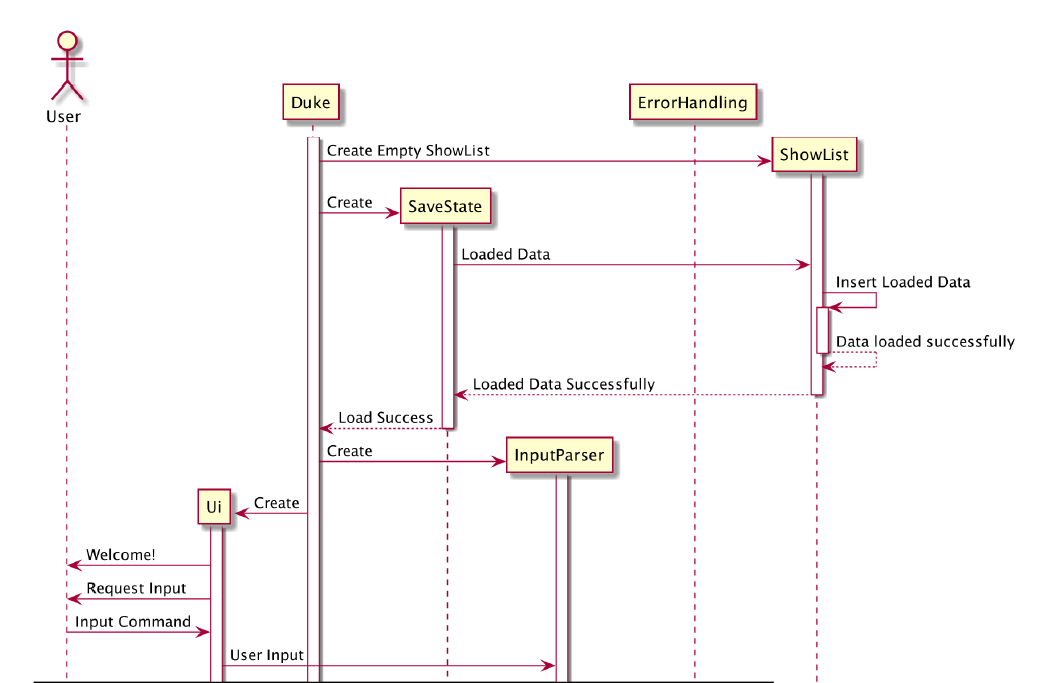 User
Duke
ErrorHandling
Create Empty ShowList
ShowList
Create
SaveState
Loaded Data
Insert Loaded Data
Data loaded successfully
Loaded Data Successfully
Load Success
Create
InputParser
Ui
Create
Welcome!
Request Input
Input Command
User Input